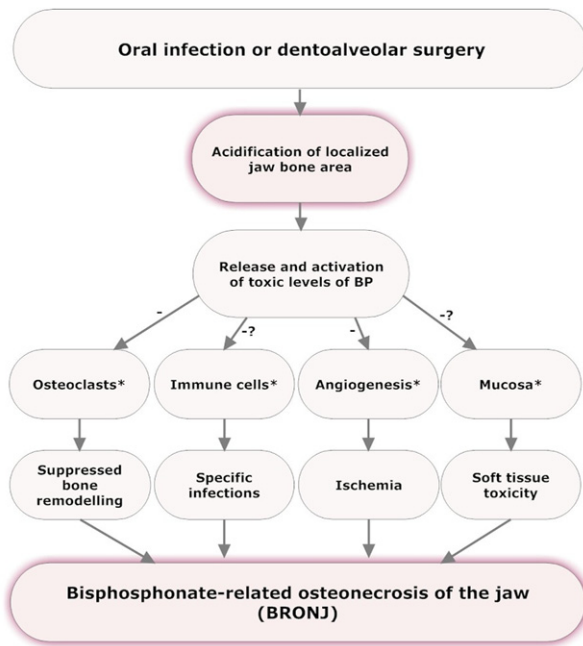 Oral infection or dentoalveolar surgery
Acidification of localized
jaw bone area
Release and activation
of toxic levels of BP
- -? - -?
Osteoclasts* Immune cells* Angiogenesis* Mucosa*
Suppressed
bone
remodelling
Specific
infections
Ischemia
Soft tissue
toxicity
Bisphosphonate-related osteonecrosis of the jaw
(BRONJ)